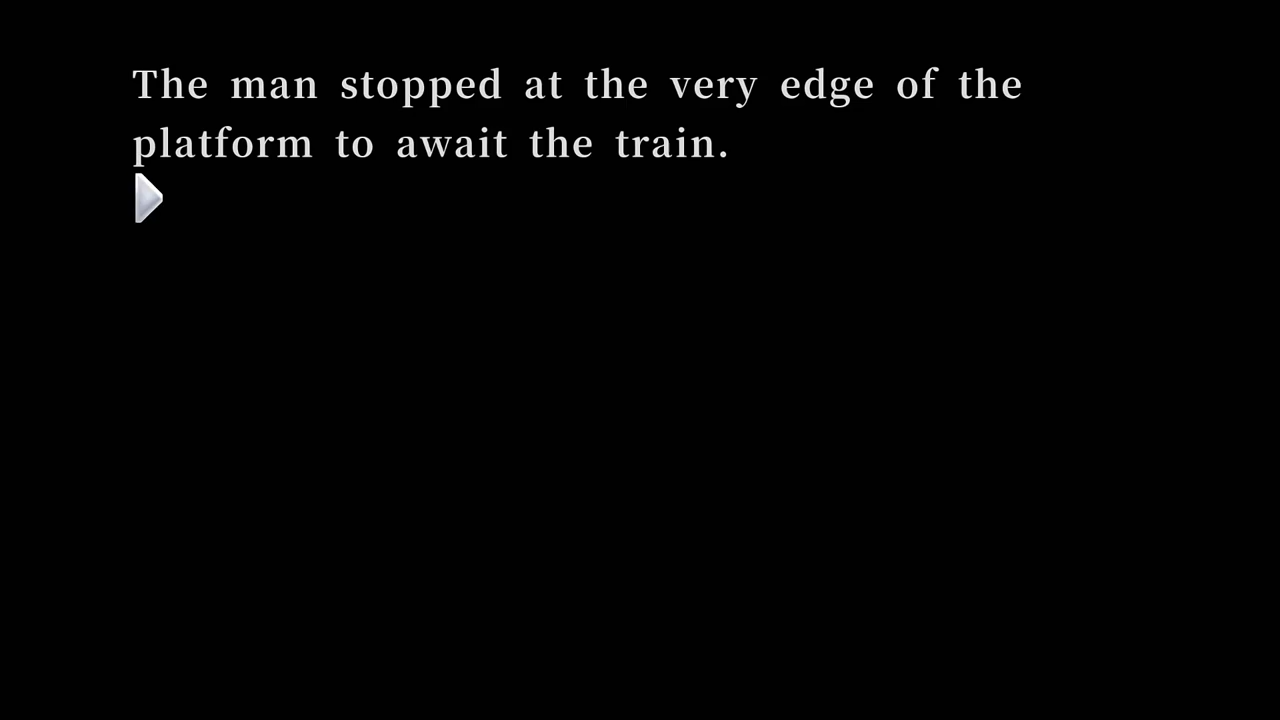 The man stopped at the very edge of the
platform to await the train.